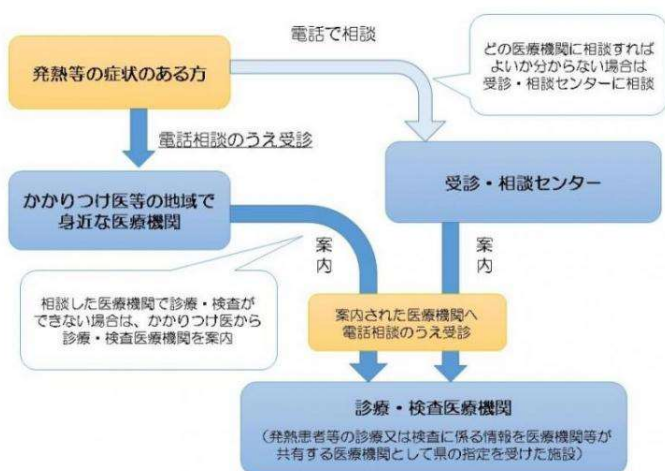 電話で相談
発熱等の症状のある方
どの医療機関に相談すれば
よいか分からない場合は
受診・相談センターに相談
電話相談のうえ受診
かかりつけ医等の地域で
身近な医療機関
受診・相談センター
案内
案内
相談した医療機関で診療・検査が
できない場合は、かかりつけ医から
診療・検査医療機関を案内
案内された医療機関へ
電話相談のうえ受診
診療・検査医療機関
（発熱患者等の診療又は検査に係る情報を医療機関等が
共有する医療機関として県の指定を受けた施設）